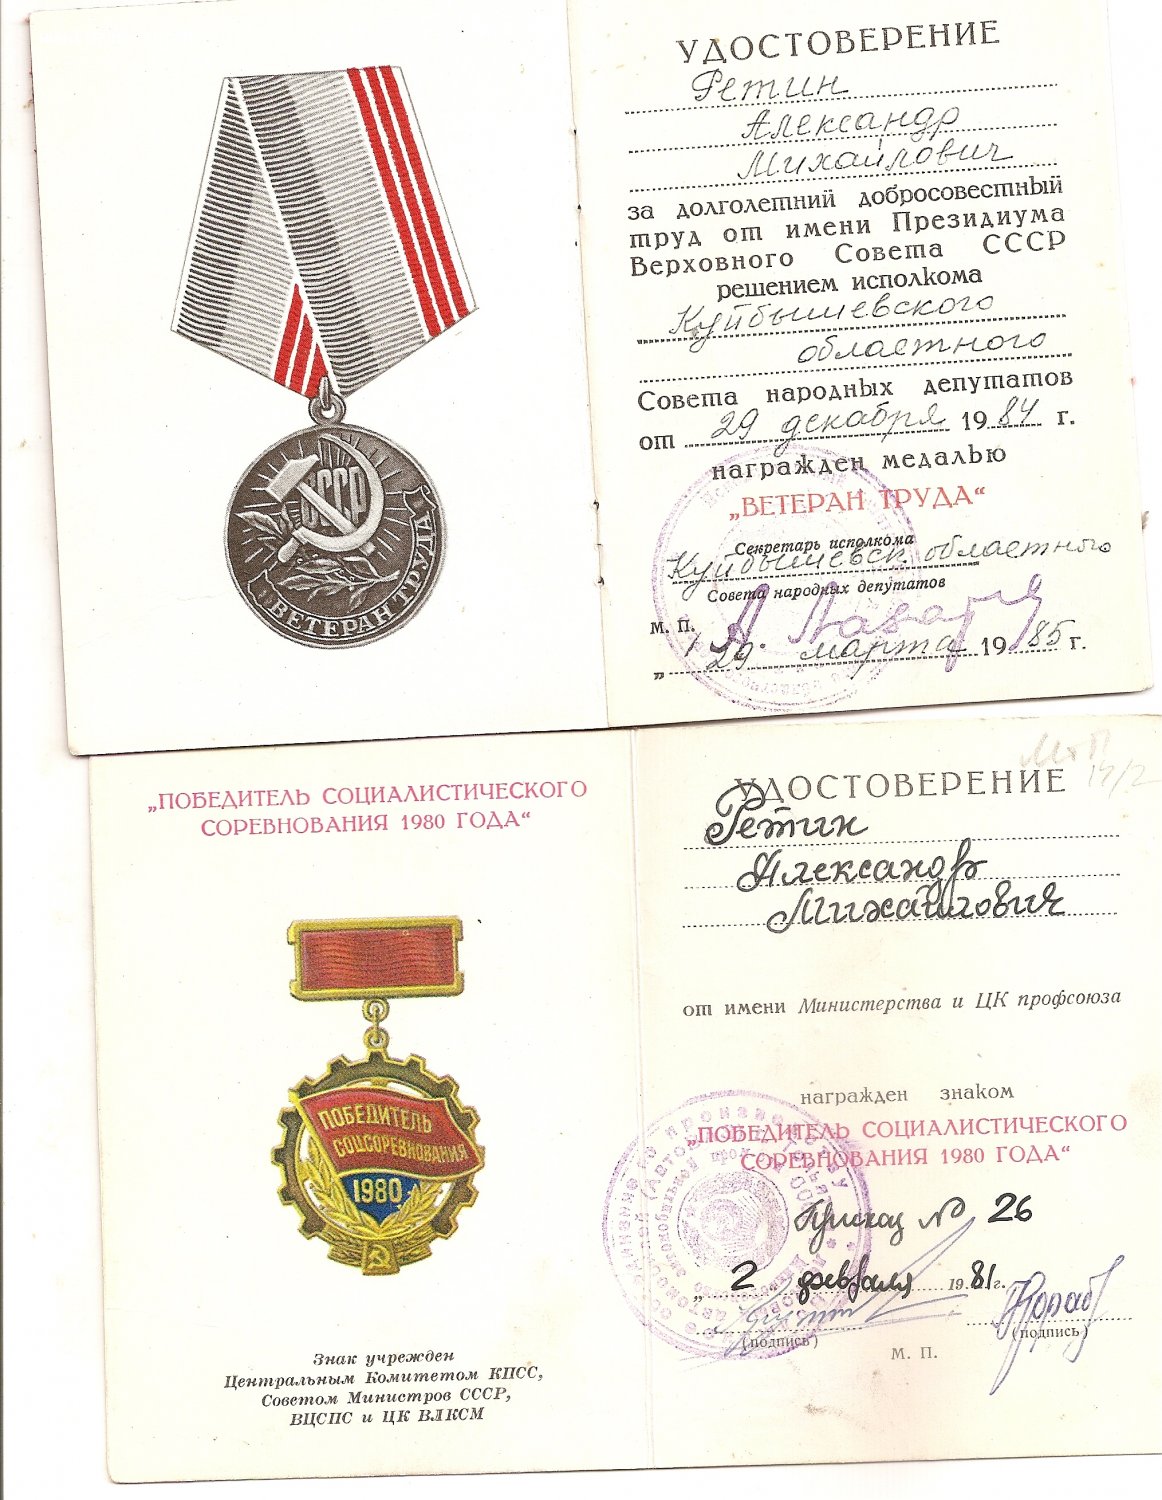 УДОСТОВЕРЕНИЕ
Ретин
Александр
Михайлович
за долголетний добросовестный
труд от имени Президиума
Верховного Совета СССР
решением исполкома
Куйбышевского
областного
Совета народных депутатов
от 29 декабря 1984 г.
награжден медалью
„ВЕТЕРАН ТРУДА“
Секретарь исполкома
Куйбышевск. областного
Совета народных депутатов
М. П.
„29 марта 1985 г.
СССР
ВЕТЕРАН ТРУДА
„ПОБЕДИТЕЛЬ СОЦИАЛИСТИЧЕСКОГО
СОРЕВНОВАНИЯ 1980 ГОДА“
ПОБЕДИТЕЛЬ
СОЦСОРЕВНОВАНИЯ
1980
Знак учрежден
Центральным Комитетом КПСС,
Советом Министров СССР,
ВЦСПС и ЦК ВЛКСМ
УДОСТОВЕРЕНИЕ
Ретин
Александр
Михайлович
от имени Министерства и ЦК профсоюза
награжден знаком
„ПОБЕДИТЕЛЬ СОЦИАЛИСТИЧЕСКОГО
СОРЕВНОВАНИЯ 1980 ГОДА“
Приказ № 26
„2 февраля 1981 г.
(подпись) (подпись)
М. П.